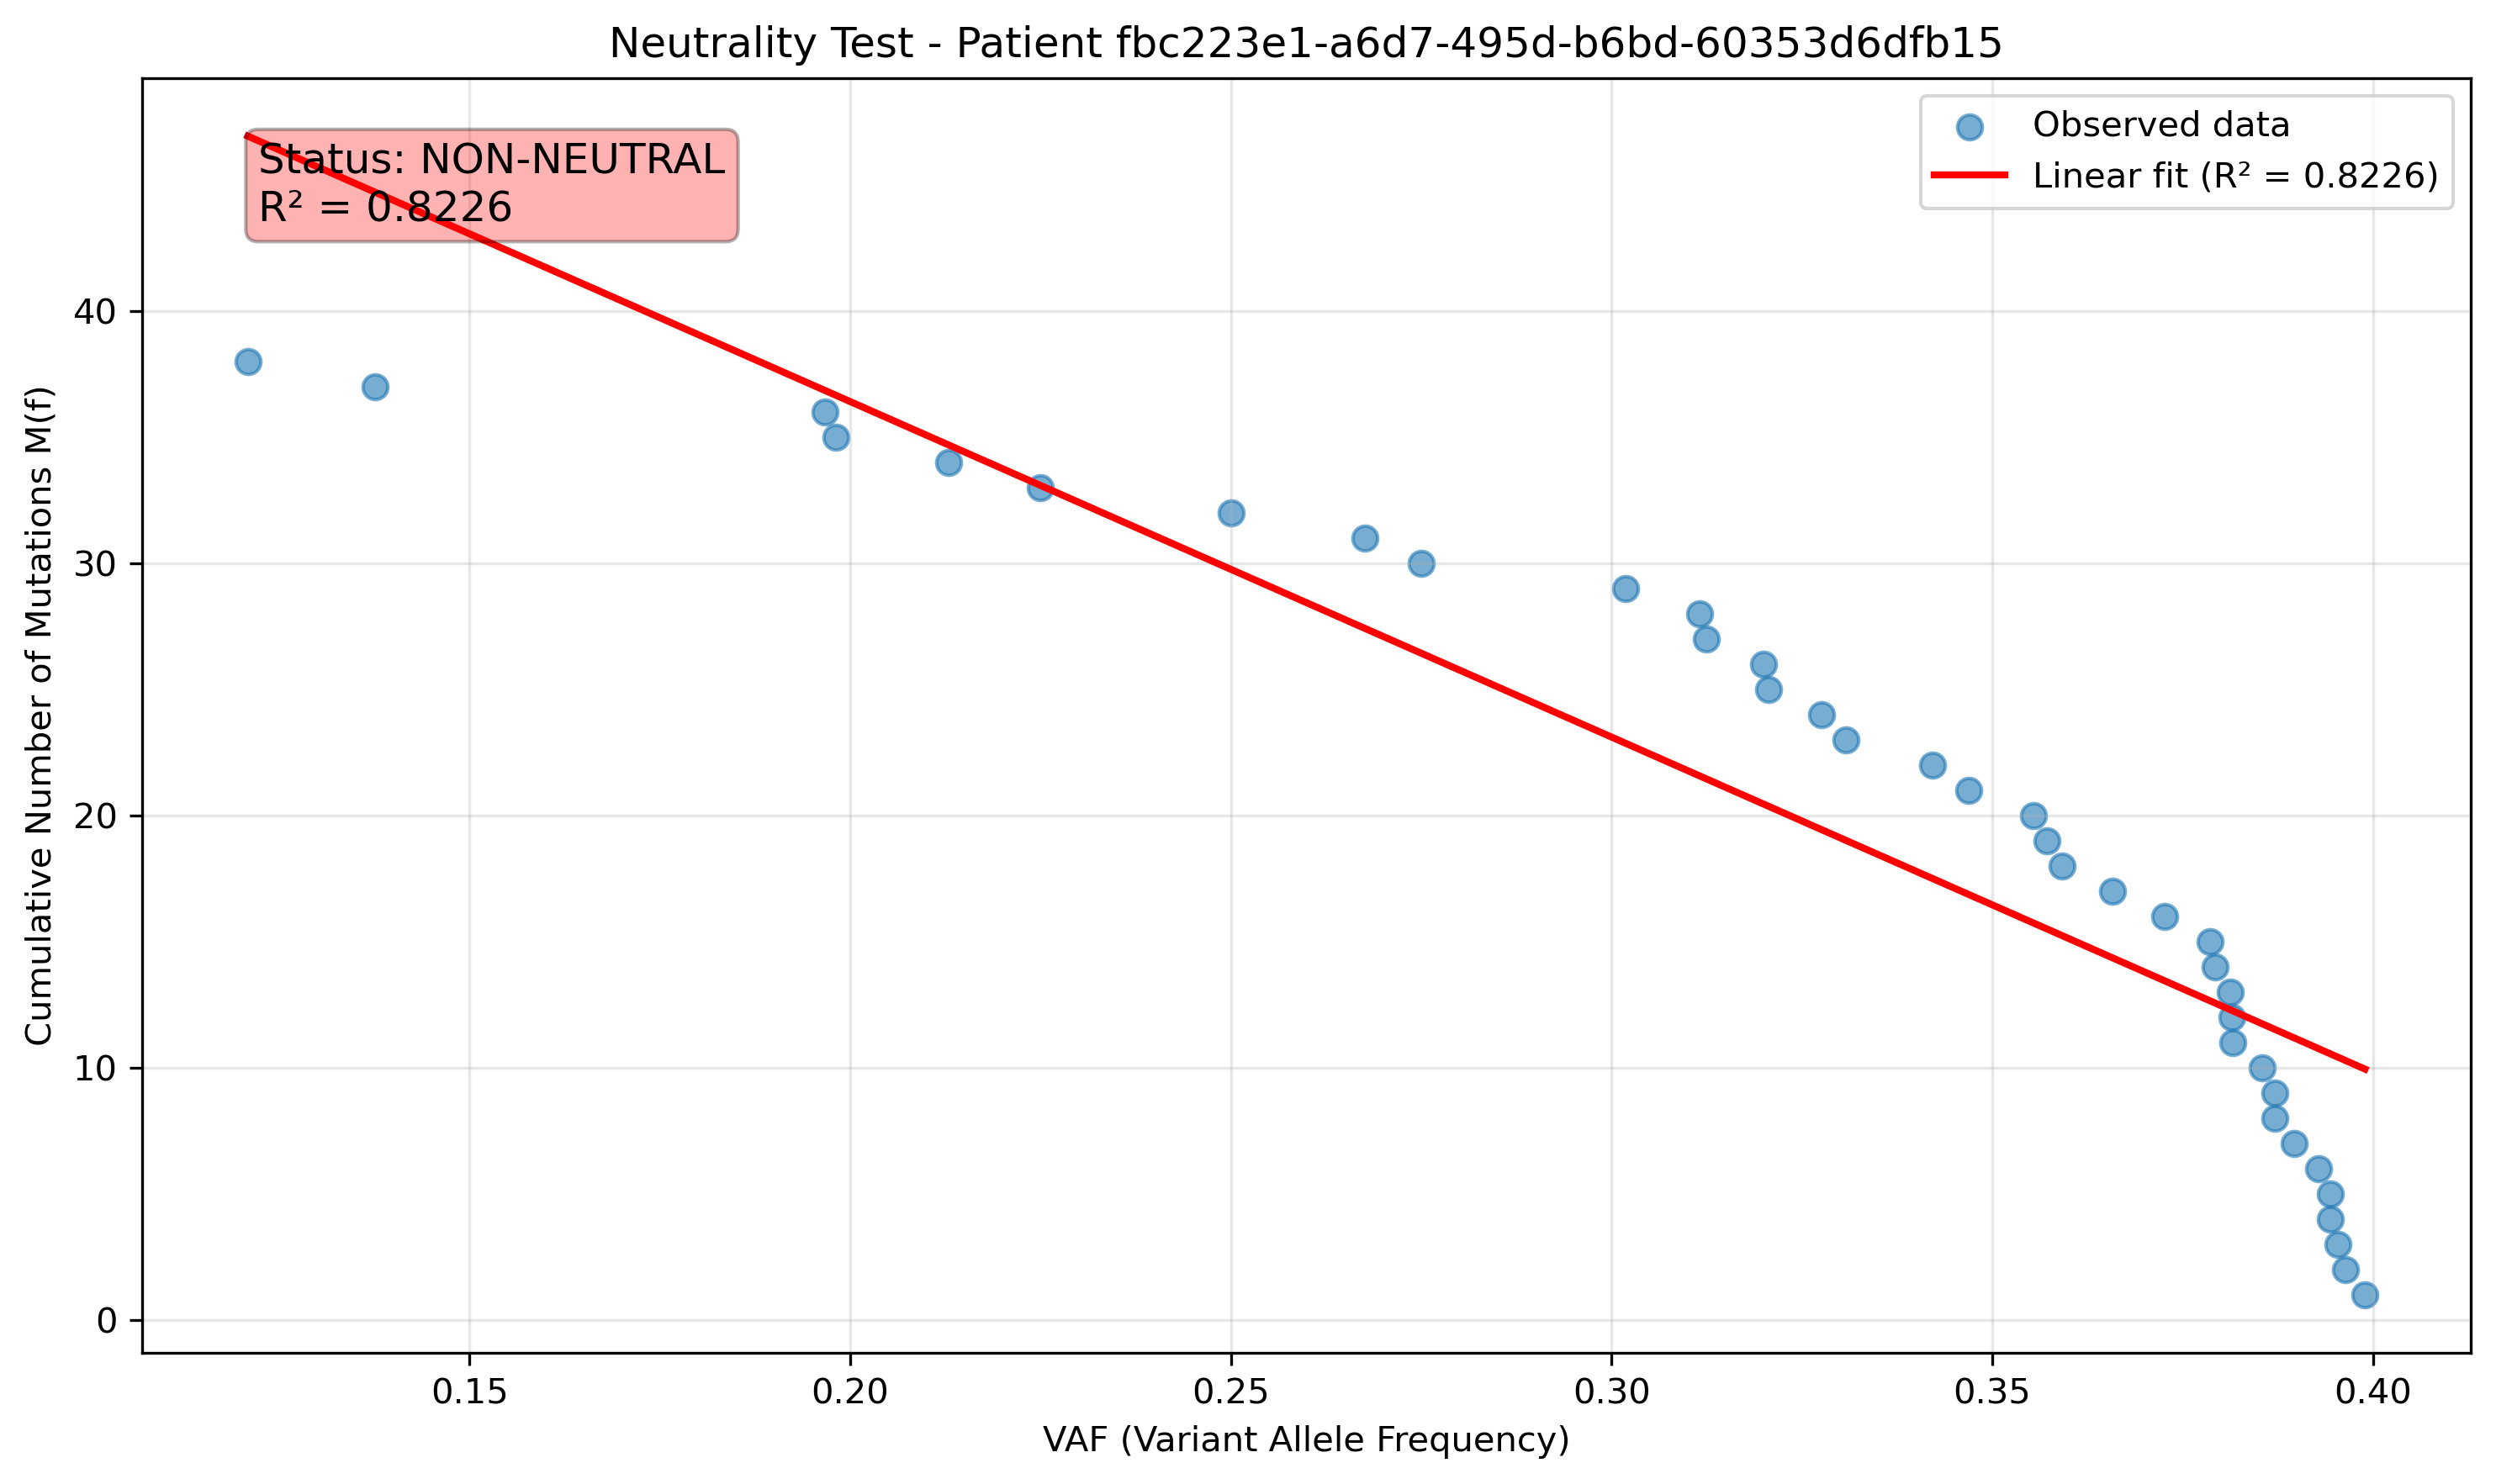 Neutrality Test - Patient fbc223e1-a6d7-495d-b6bd-60353d6dfb15
Status: NON-NEUTRAL
R² = 0.8226
Observed data
Linear fit (R² = 0.8226)
Cumulative Number of Mutations M(f)
40
30
20
10
0
0.15
0.20
0.25
0.30
0.35
0.40
VAF (Variant Allele Frequency)